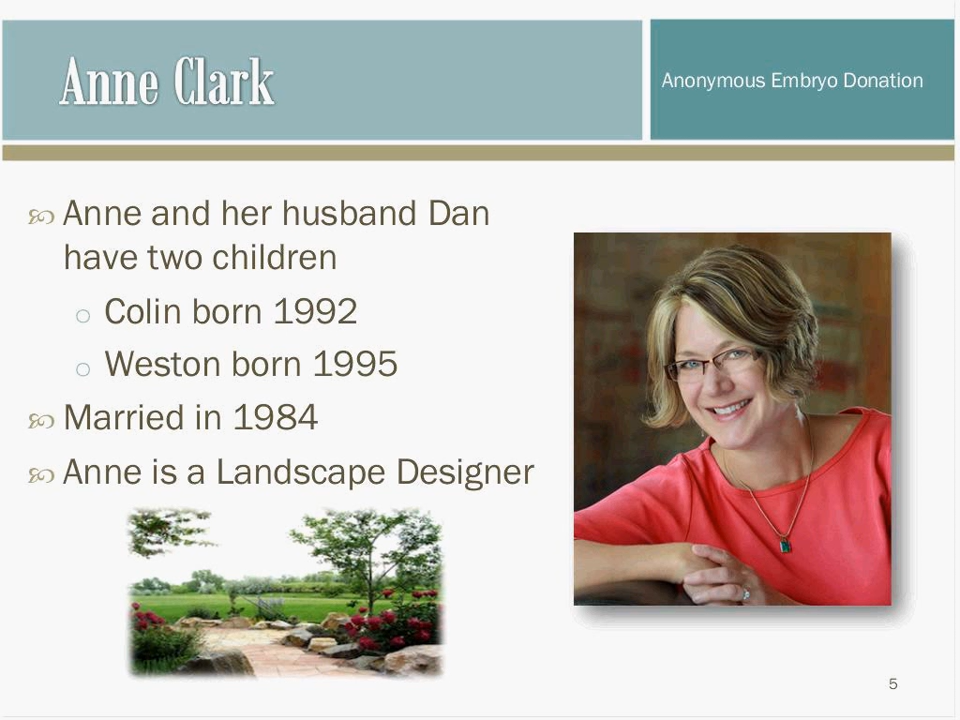 Anne Clark
Anonymous Embryo Donation
Anne and her husband Dan
have two children
Colin born 1992
Weston born 1995
Married in 1984
Anne is a Landscape Designer
5